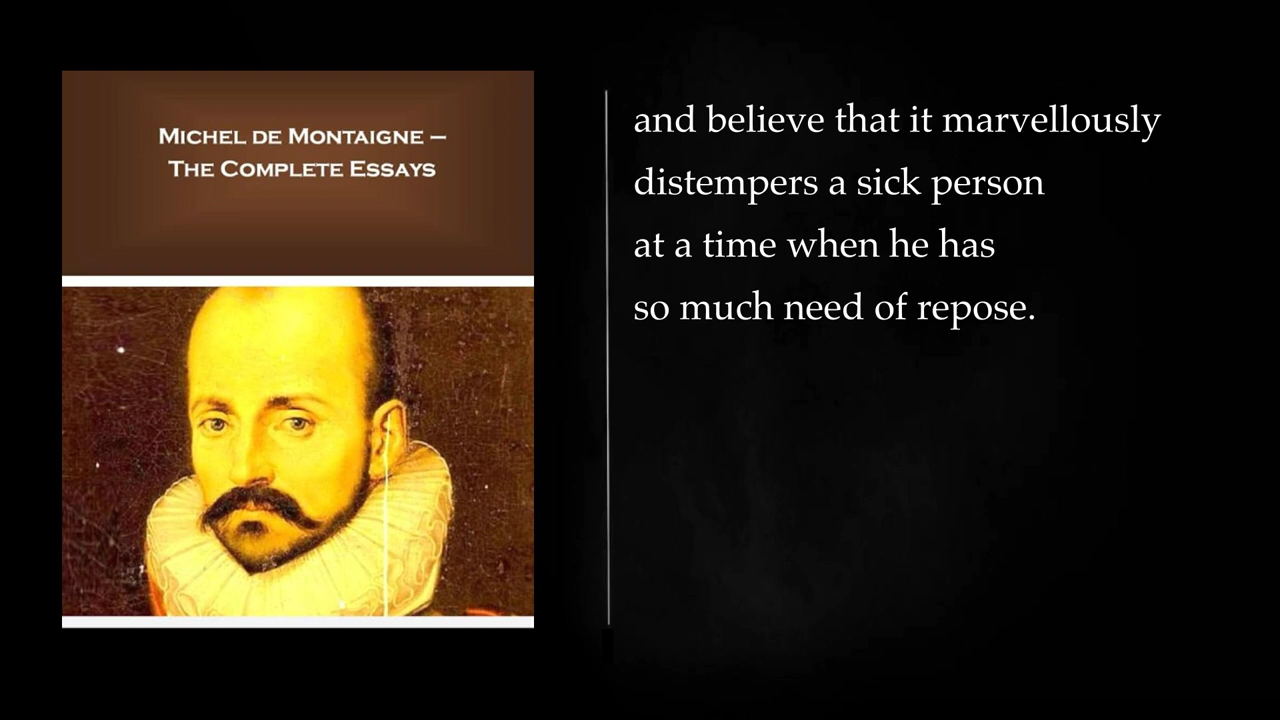 MICHEL DE MONTAIGNE –
THE COMPLETE ESSAYS
and believe that it marvellously
distempers a sick person
at a time when he has
so much need of repose.